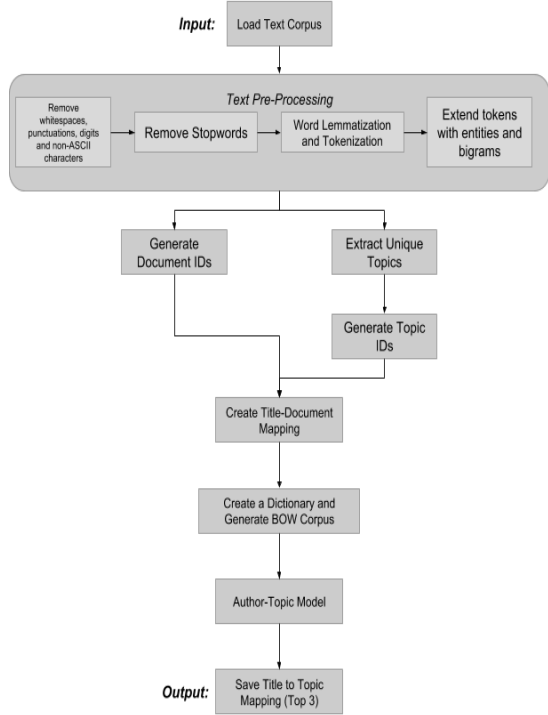 Input:
Load Text Corpus
Text Pre-Processing
Remove
whitespaces,
punctuations, digits
and non-ASCII
characters
Remove Stopwords
Word Lemmatization
and Tokenization
Extend tokens
with entities and
bigrams
Generate
Document IDs
Extract Unique
Topics
Generate Topic
IDs
Create Title-Document
Mapping
Create a Dictionary and
Generate BOW Corpus
Author-Topic Model
Output:
Save Title to Topic
Mapping (Top 3)